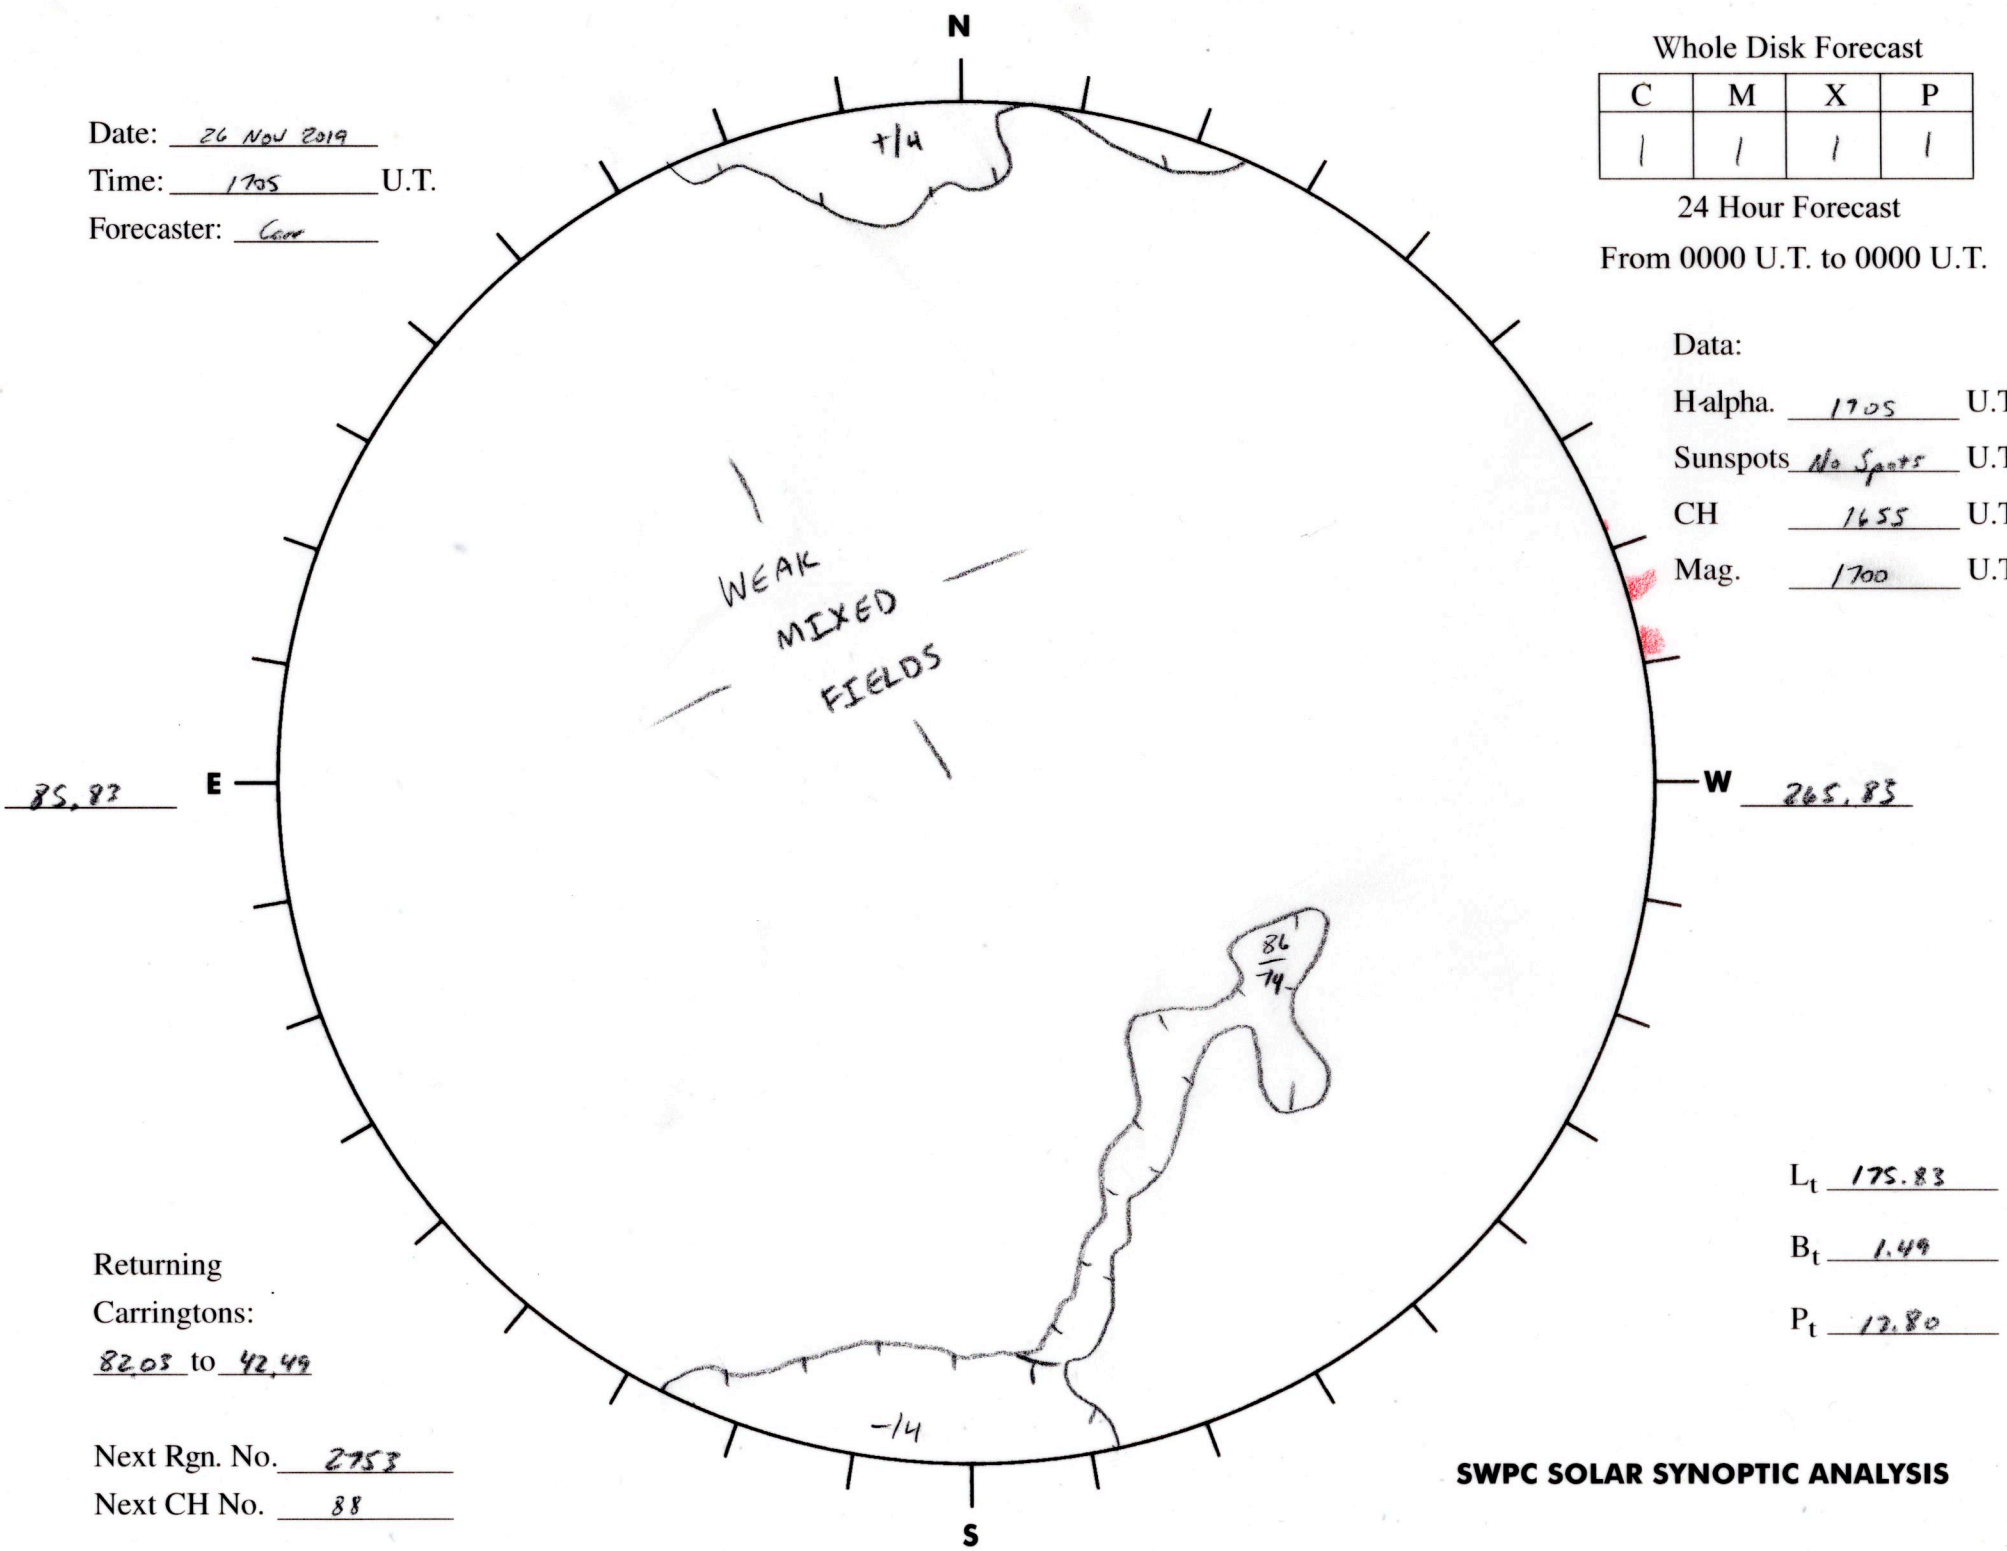 N
Date: 26 Nov 2019
Time: 1705 U.T.
Forecaster:
Whole Disk Forecast
C M X P
1 1 1 1
24 Hour Forecast
From 0000 U.T. to 0000 U.T.
+/4
Data:
H-alpha. 1705 U.T
Sunspots No Spots U.T
CH 1655 U.T
Mag. 1700 U.T
WEAK
MIXED
FIELDS
85.83 E
W 265.83
86
-/4
Lt 175.83
Bt 1.49
Pt
Returning
Carringtons:
82.03 to 42.49
-/4
Next Rgn. No. 2753
Next CH No. 88
SWPC SOLAR SYNOPTIC ANALYSIS
S